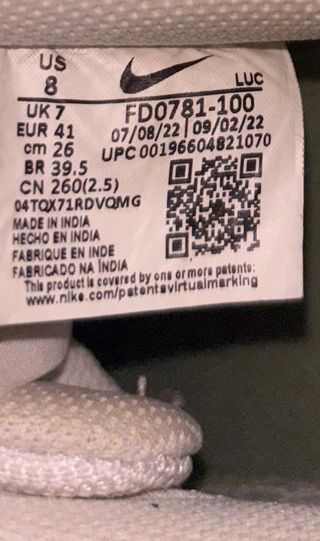 US
8
LUC
UK 7
FD0781-100
EUR 41
07/08/22 | 09/02/22
cm 26
UPC 00196604821070
BR 39.5
CN 260(2.5)
04TQX71RDVQMG
MADE IN INDIA
HECHO EN INDIA
FABRIQUE EN INDE
FABRICADO NA ÍNDIA
This product is covered by one or more patents:
www.nike.com/patentsvirtualmarking